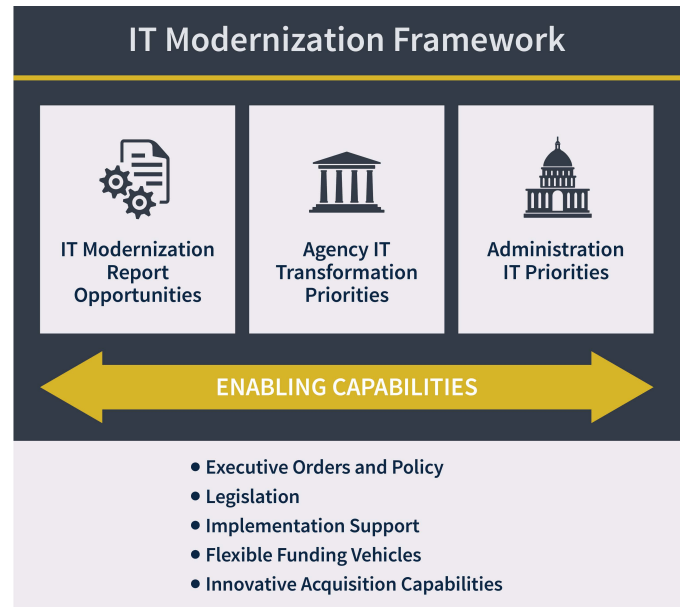 IT Modernization Framework
IT Modernization
Report
Opportunities
Agency IT
Transformation
Priorities
Administration
IT Priorities
ENABLING CAPABILITIES
• Executive Orders and Policy
• Legislation
• Implementation Support
• Flexible Funding Vehicles
• Innovative Acquisition Capabilities